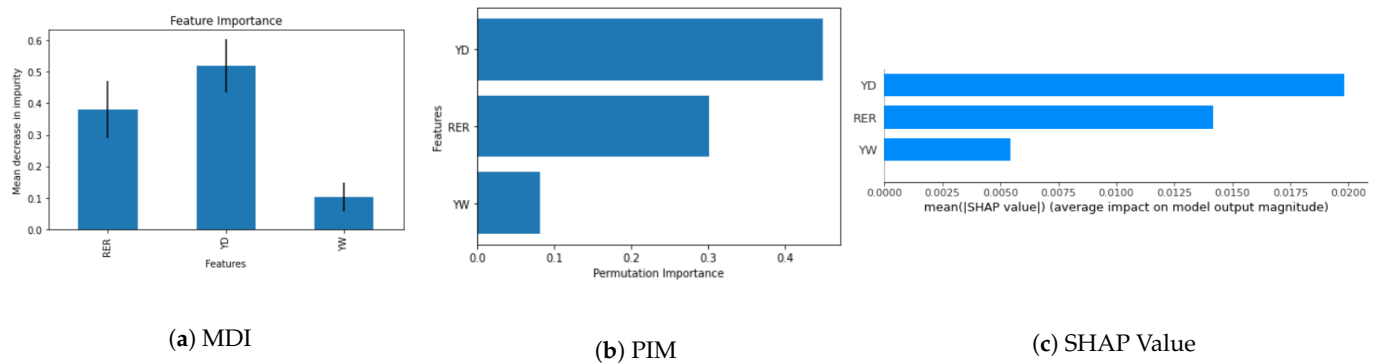 Feature Importance
Mean decrease in impurity
0.6
0.5
0.4
0.3
0.2
0.1
0.0
RER
YD
YW
Features
(a) MDI
Features
YD
RER
YW
0.0 0.1 0.2 0.3 0.4
Permutation Importance
(b) PIM
YD
RER
YW
0.0000 0.0025 0.0050 0.0075 0.0100 0.0125 0.0150 0.0175 0.0200
mean(|SHAP value|) (average impact on model output magnitude)
(c) SHAP Value